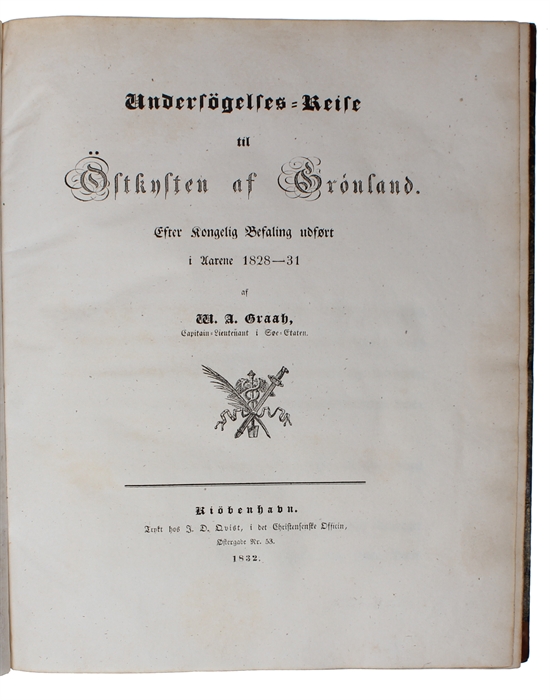 Undersögelses-Reise
til
Östkysten af Grönland.
Efter Kongelig Befaling udført
i Aarene 1828—31
af
W. A. Graah,
Capitain-Lieutenant i Søe-Etaten.
Kiöbenhavn.
Trykt hos J. D. Qvist, i det Christensenske Officin,
Østergade Nr. 53.
1832.